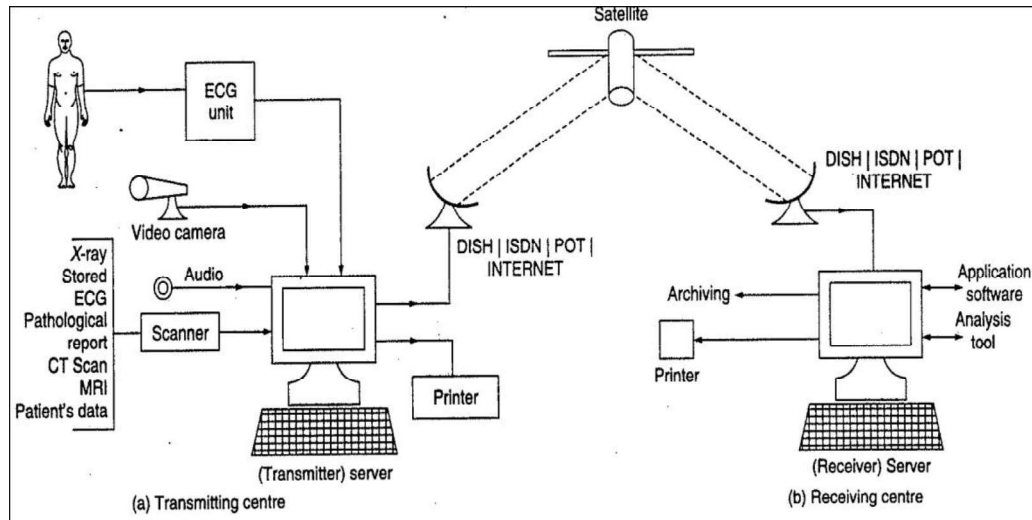 Satellite
ECG
unit
DISH | ISDN | POT |
INTERNET
Video camera
DISH | ISDN | POT |
INTERNET
X-ray
Stored
ECG
Pathological
report
CT Scan
MRI
Patient's data
Audio
Scanner
Printer
(Transmitter) server
(a) Transmitting centre
Archiving
Printer
Application
software
Analysis
tool
(Receiver) Server
(b) Receiving centre